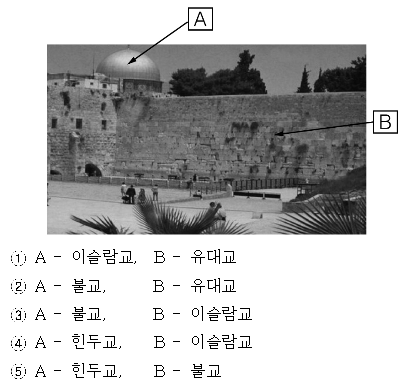 A
B
① A - 이슬람교, B - 유대교
② A - 불교, B - 유대교
③ A - 불교, B - 이슬람교
④ A - 힌두교, B - 이슬람교
⑤ A - 힌두교, B - 불교